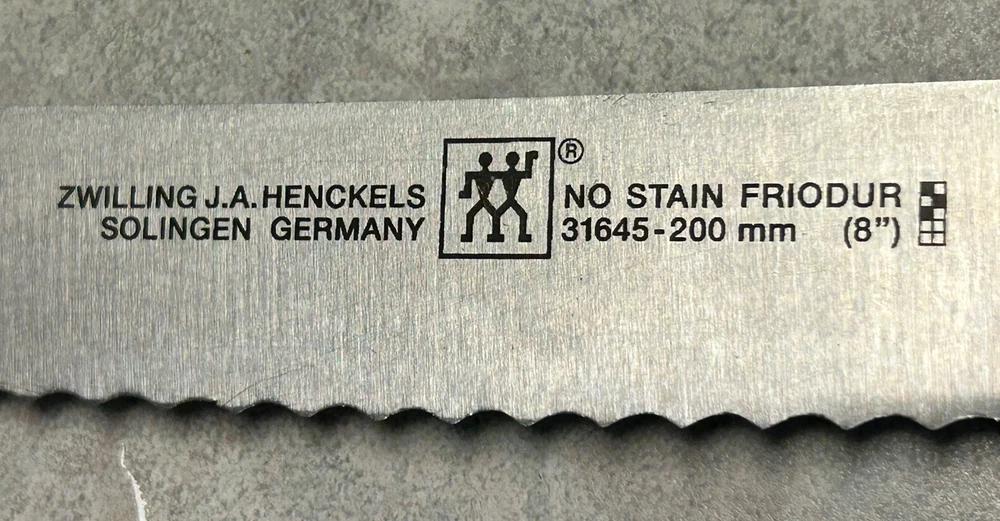 ZWILLING J.A. HENCKELS
SOLINGEN GERMANY
®
NO STAIN FRIODUR
31645-200 mm (8”)